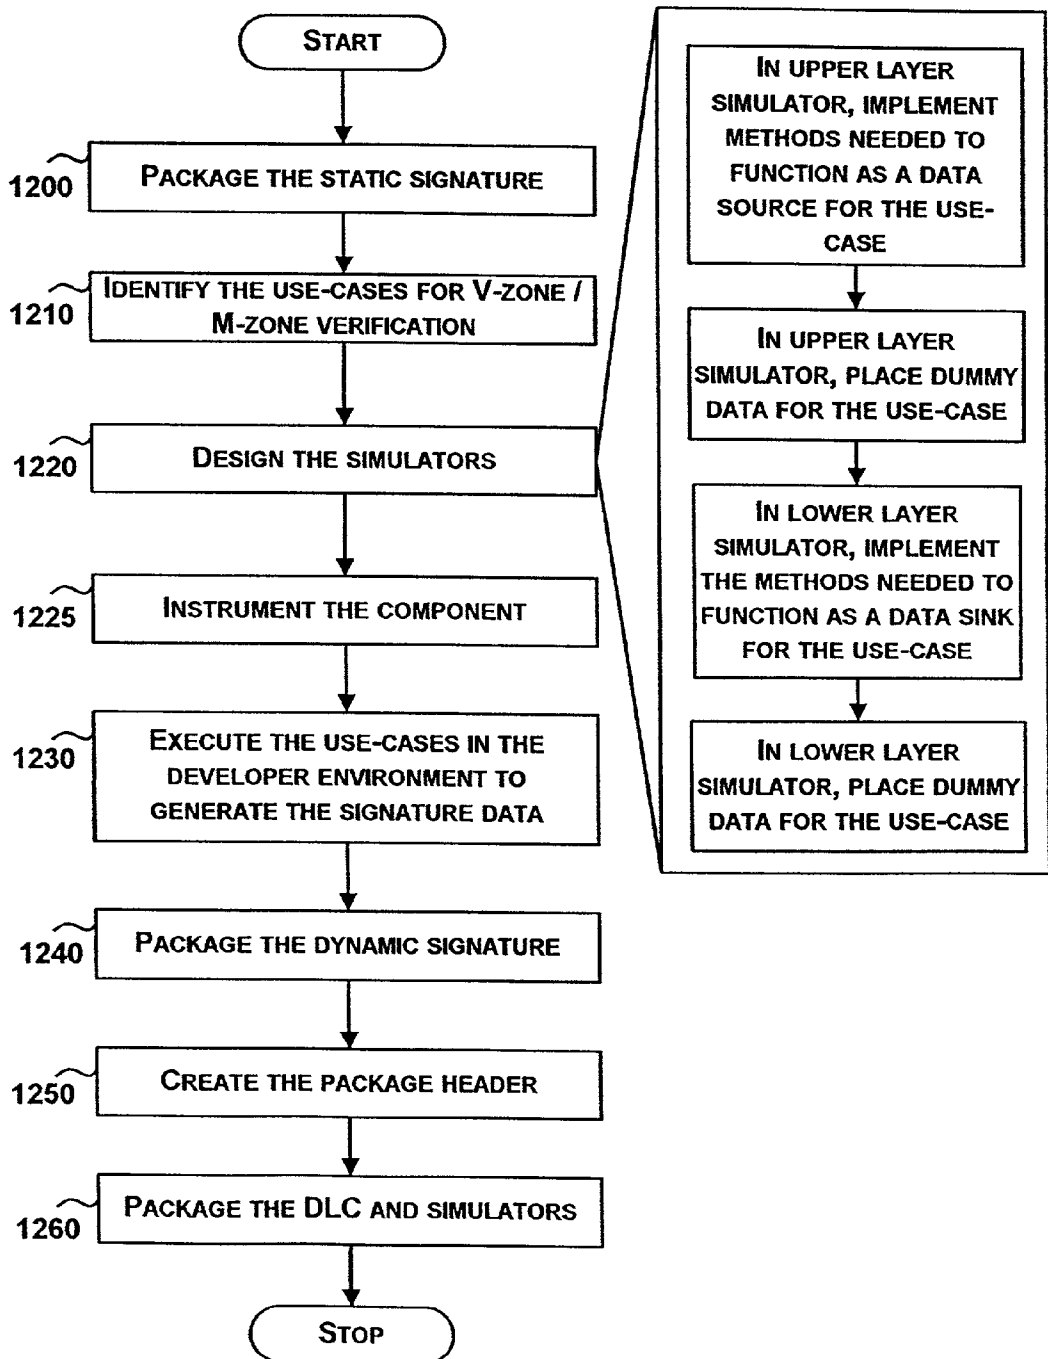 START
1200
PACKAGE THE STATIC SIGNATURE
1210
IDENTIFY THE USE-CASES FOR V-ZONE /
M-ZONE VERIFICATION
1220
DESIGN THE SIMULATORS
1225
INSTRUMENT THE COMPONENT
1230
EXECUTE THE USE-CASES IN THE
DEVELOPER ENVIRONMENT TO
GENERATE THE SIGNATURE DATA
1240
PACKAGE THE DYNAMIC SIGNATURE
1250
CREATE THE PACKAGE HEADER
1260
PACKAGE THE DLC AND SIMULATORS
STOP
IN UPPER LAYER
SIMULATOR, IMPLEMENT
METHODS NEEDED TO
FUNCTION AS A DATA
SOURCE FOR THE USE-
CASE
IN UPPER LAYER
SIMULATOR, PLACE DUMMY
DATA FOR THE USE-CASE
IN LOWER LAYER
SIMULATOR, IMPLEMENT
THE METHODS NEEDED TO
FUNCTION AS A DATA SINK
FOR THE USE-CASE
IN LOWER LAYER
SIMULATOR, PLACE DUMMY
DATA FOR THE USE-CASE